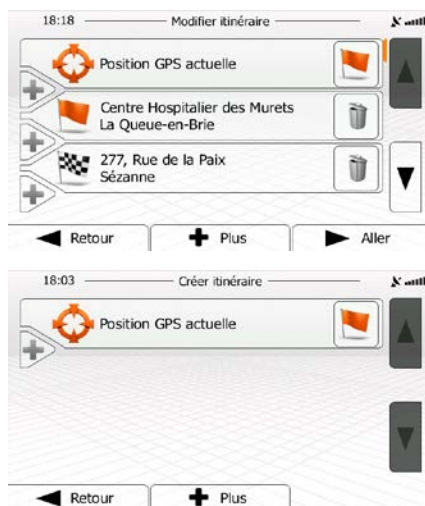 18:18 Modifier itinéraire
Position GPS actuelle
Centre Hospitalier des Murets
La Queue-en-Brie
277, Rue de la Paix
Sézanne
Retour Plus Aller
18:03 Créer itinéraire
Position GPS actuelle
Retour Plus